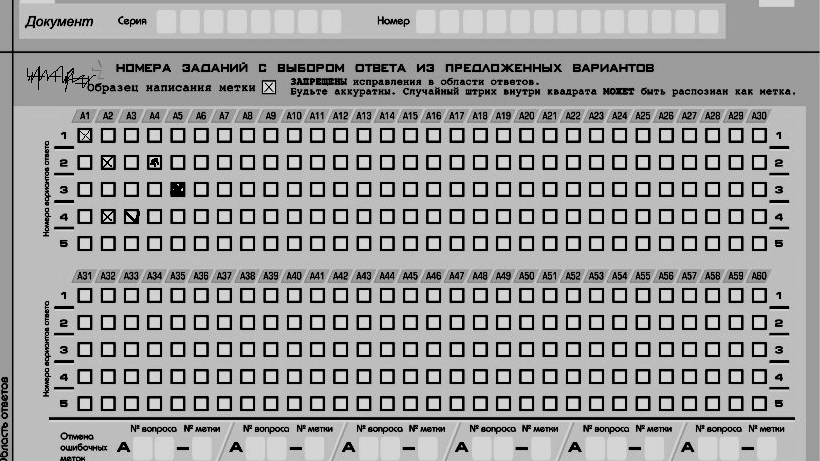 Документ Серия Номер
НОМЕРА ЗАДАНИЙ С ВЫБОРОМ ОТВЕТА ИЗ ПРЕДЛОЖЕННЫХ ВАРИАНТОВ
Образец написания метки
ЗАПРЕЩЕНЫ исправления в области ответов.
Будьте аккуратны. Случайный штрих внутри квадрата МОЖЕТ быть распознан как метка.
A1 A2 A3 A4 A5 A6 A7 A8 A9 A10 A11 A12 A13 A14 A15 A16 A17 A18 A19 A20 A21 A22 A23 A24 A25 A26 A27 A28 A29 A30
Номера вариантов ответа
1 1
2 2
3 3
4 4
5 5
A31 A32 A33 A34 A35 A36 A37 A38 A39 A40 A41 A42 A43 A44 A45 A46 A47 A48 A49 A50 A51 A52 A53 A54 A55 A56 A57 A58 A59 A60
Номера вариантов ответа
1 1
2 2
3 3
4 4
5 5
Область ответов
№ вопроса № метки № вопроса № метки № вопроса № метки № вопроса № метки № вопроса № метки № вопроса № метки
Отмена
ошибочных
меток
А – А – А – А – А – А –